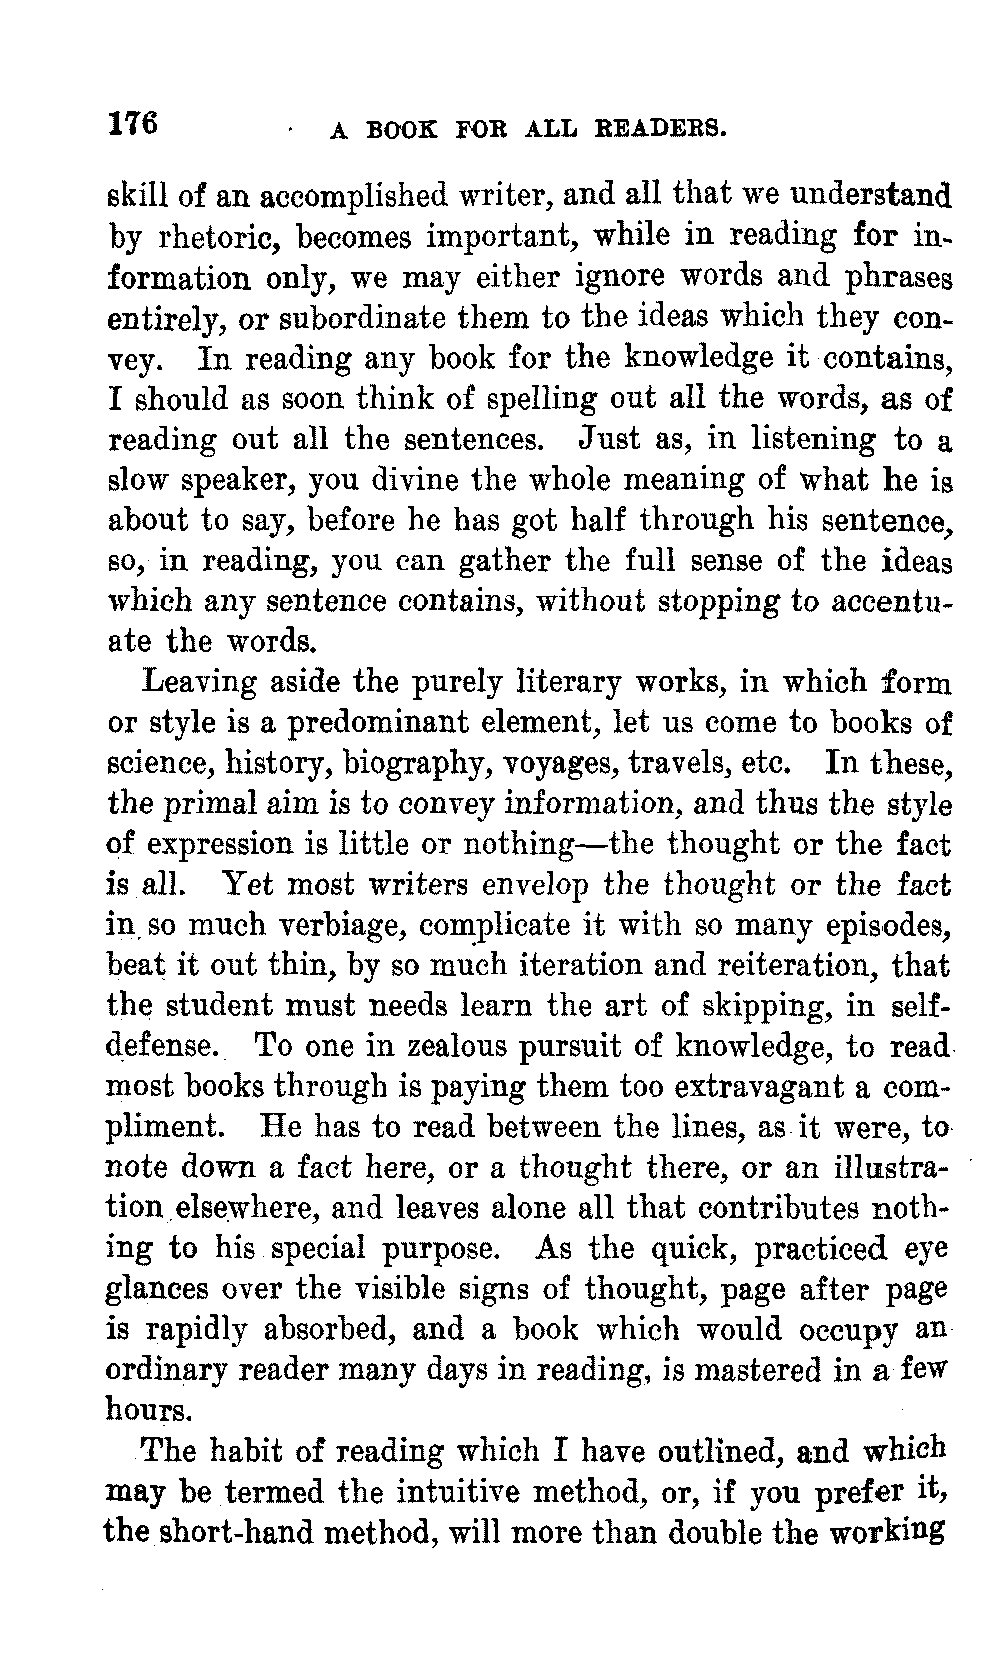 176 A BOOK FOR ALL READERS.
skill of an accomplished writer, and all that we understand
by rhetoric, becomes important, while in reading for in-
formation only, we may either ignore words and phrases
entirely, or subordinate them to the ideas which they con-
vey. In reading any book for the knowledge it contains,
I should as soon think of spelling out all the words, as of
reading out all the sentences. Just as, in listening to a
slow speaker, you divine the whole meaning of what he is
about to say, before he has got half through his sentence,
so, in reading, you can gather the full sense of the ideas
which any sentence contains, without stopping to accentu-
ate the words.
Leaving aside the purely literary works, in which form
or style is a predominant element, let us come to books of
science, history, biography, voyages, travels, etc. In these,
the primal aim is to convey information, and thus the style
of expression is little or nothing—the thought or the fact
is all. Yet most writers envelop the thought or the fact
in so much verbiage, complicate it with so many episodes,
beat it out thin, by so much iteration and reiteration, that
the student must needs learn the art of skipping, in self-
defense. To one in zealous pursuit of knowledge, to read
most books through is paying them too extravagant a com-
pliment. He has to read between the lines, as it were, to
note down a fact here, or a thought there, or an illustra-
tion elsewhere, and leaves alone all that contributes noth-
ing to his special purpose. As the quick, practiced eye
glances over the visible signs of thought, page after page
is rapidly absorbed, and a book which would occupy an
ordinary reader many days in reading, is mastered in a few
hours.
The habit of reading which I have outlined, and which
may be termed the intuitive method, or, if you prefer it,
the short-hand method, will more than double the working